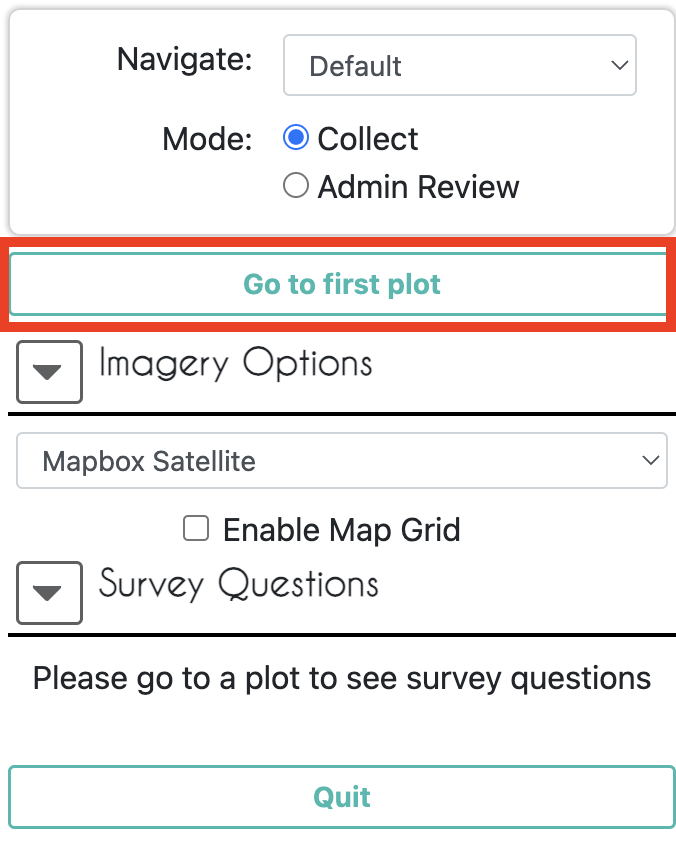 Navigate: Default
Mode: Collect
Admin Review
Go to first plot
Imagery Options
Mapbox Satellite
Enable Map Grid
Survey Questions
Please go to a plot to see survey questions
Quit